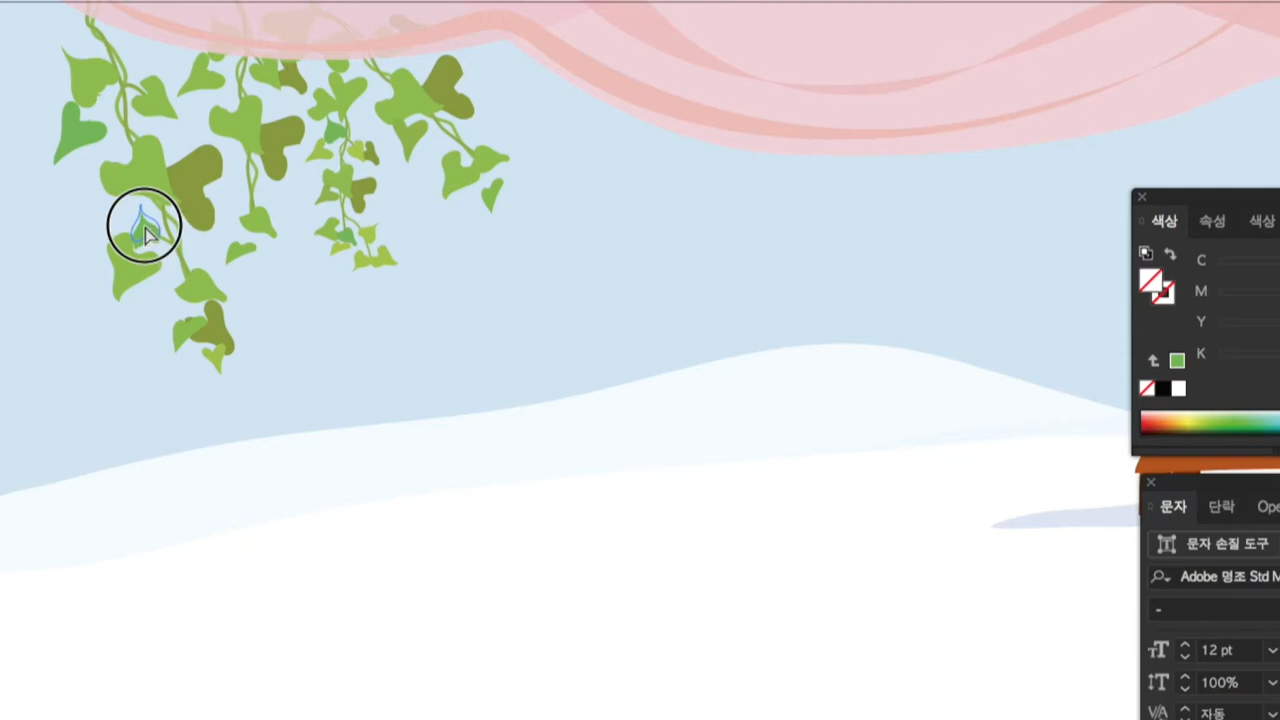 색상 속성 색상
C
M
Y
K
문자 단락 Ope
문자 손질 도구
Adobe 명조 Std M
-
12 pt
100%
자동